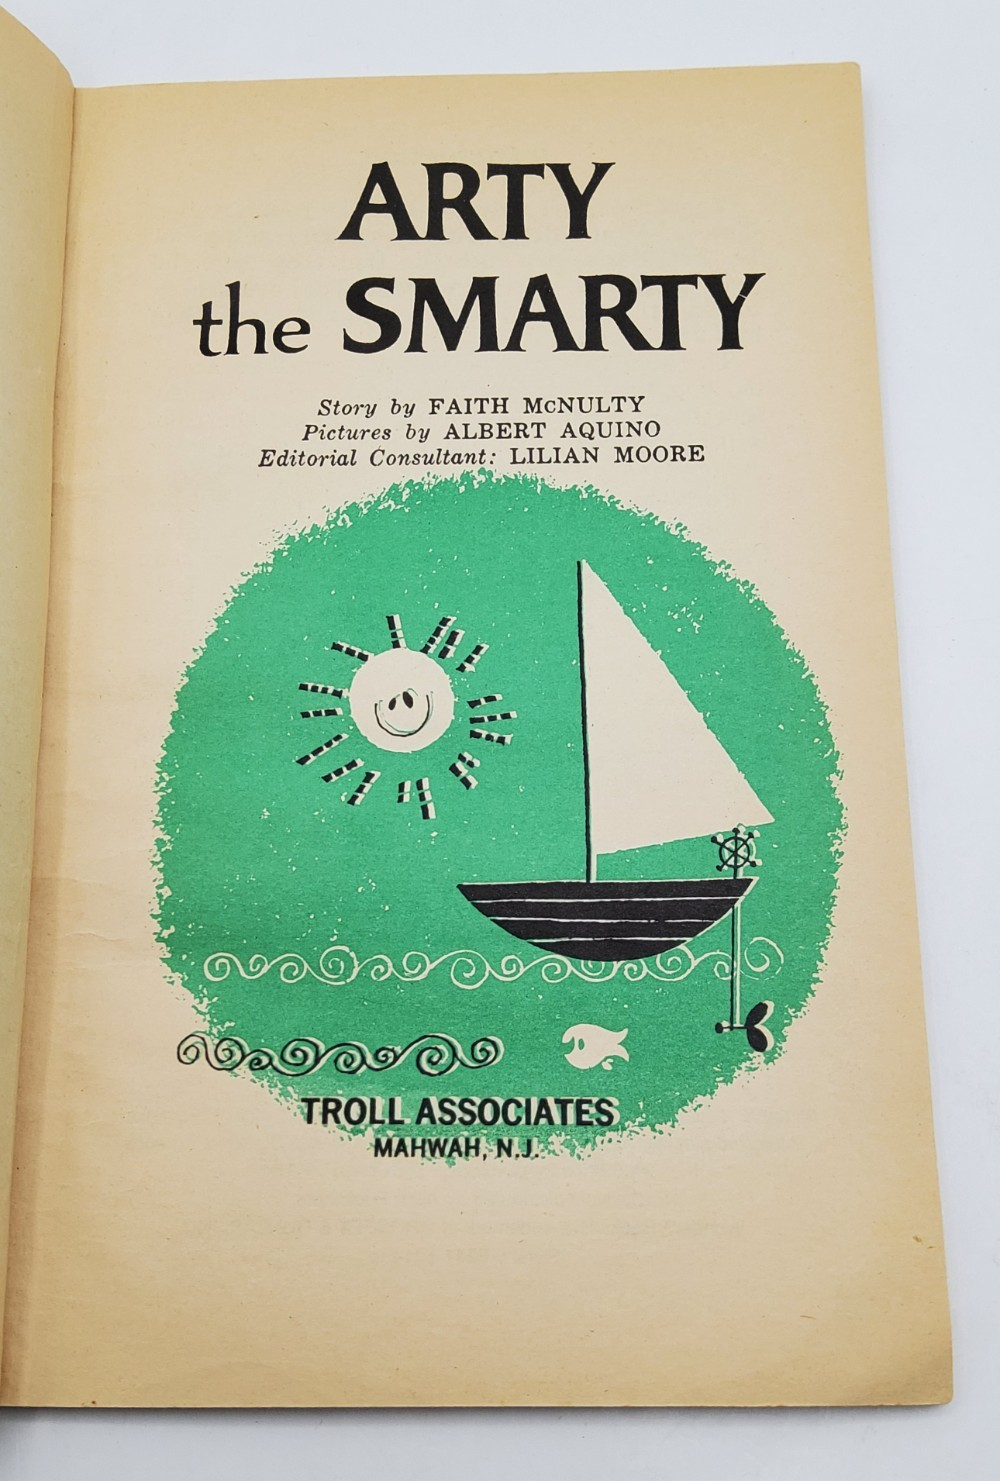 ARTY
the SMARTY
Story by FAITH McNULTY
Pictures by ALBERT AQUINO
Editorial Consultant: LILIAN MOORE
TROLL ASSOCIATES
MAHWAH, N.J.